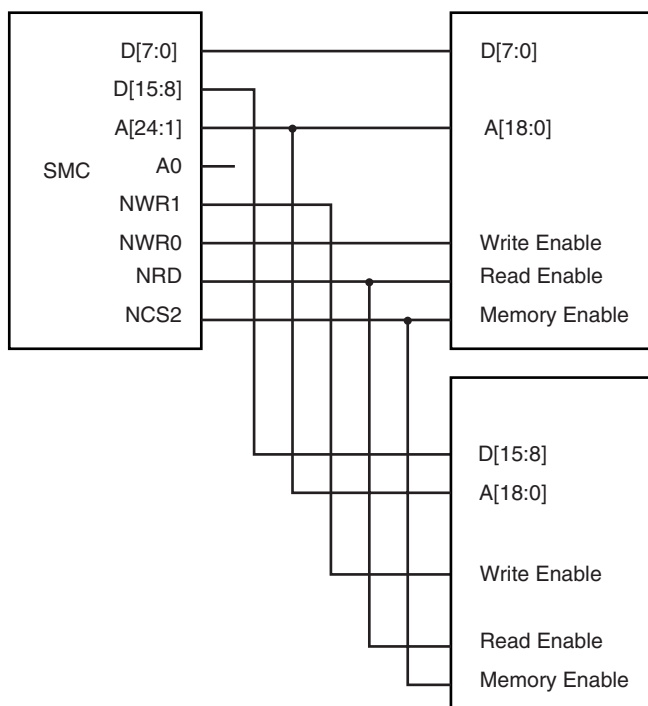 D[7:0]
D[15:8]
A[24:1]
SMC
A0
NWR1
NWR0
NRD
NCS2
D[7:0]
A[18:0]
Write Enable
Read Enable
Memory Enable
D[15:8]
A[18:0]
Write Enable
Read Enable
Memory Enable